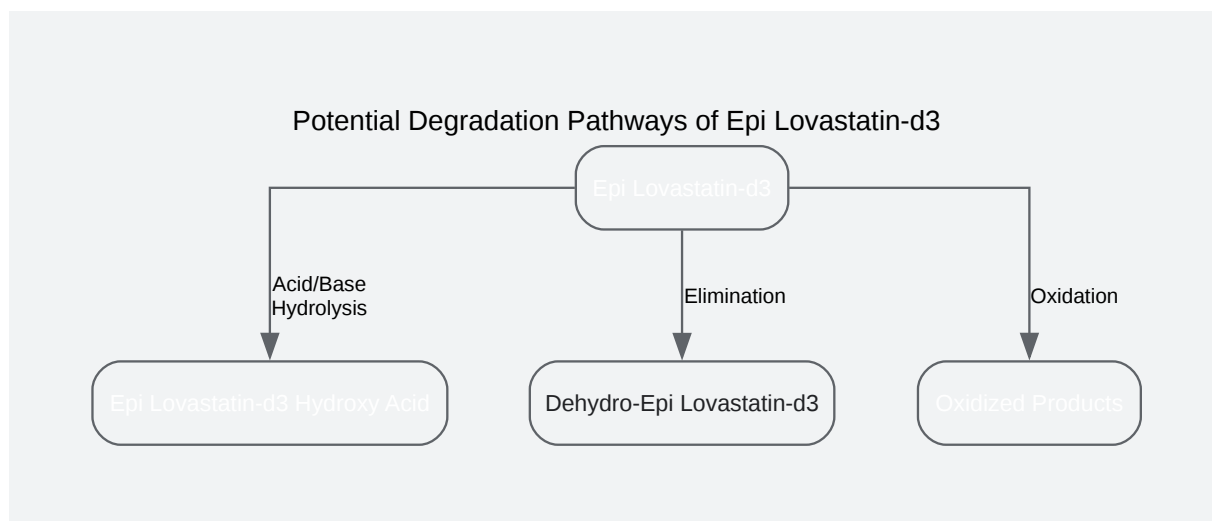 Potential Degradation Pathways of Epi Lovastatin-d3
Epi Lovastatin-d3
Acid/Base
Hydrolysis
Elimination
Oxidation
Epi Lovastatin-d3 Hydroxy Acid
Dehydro-Epi Lovastatin-d3
Oxidized Products